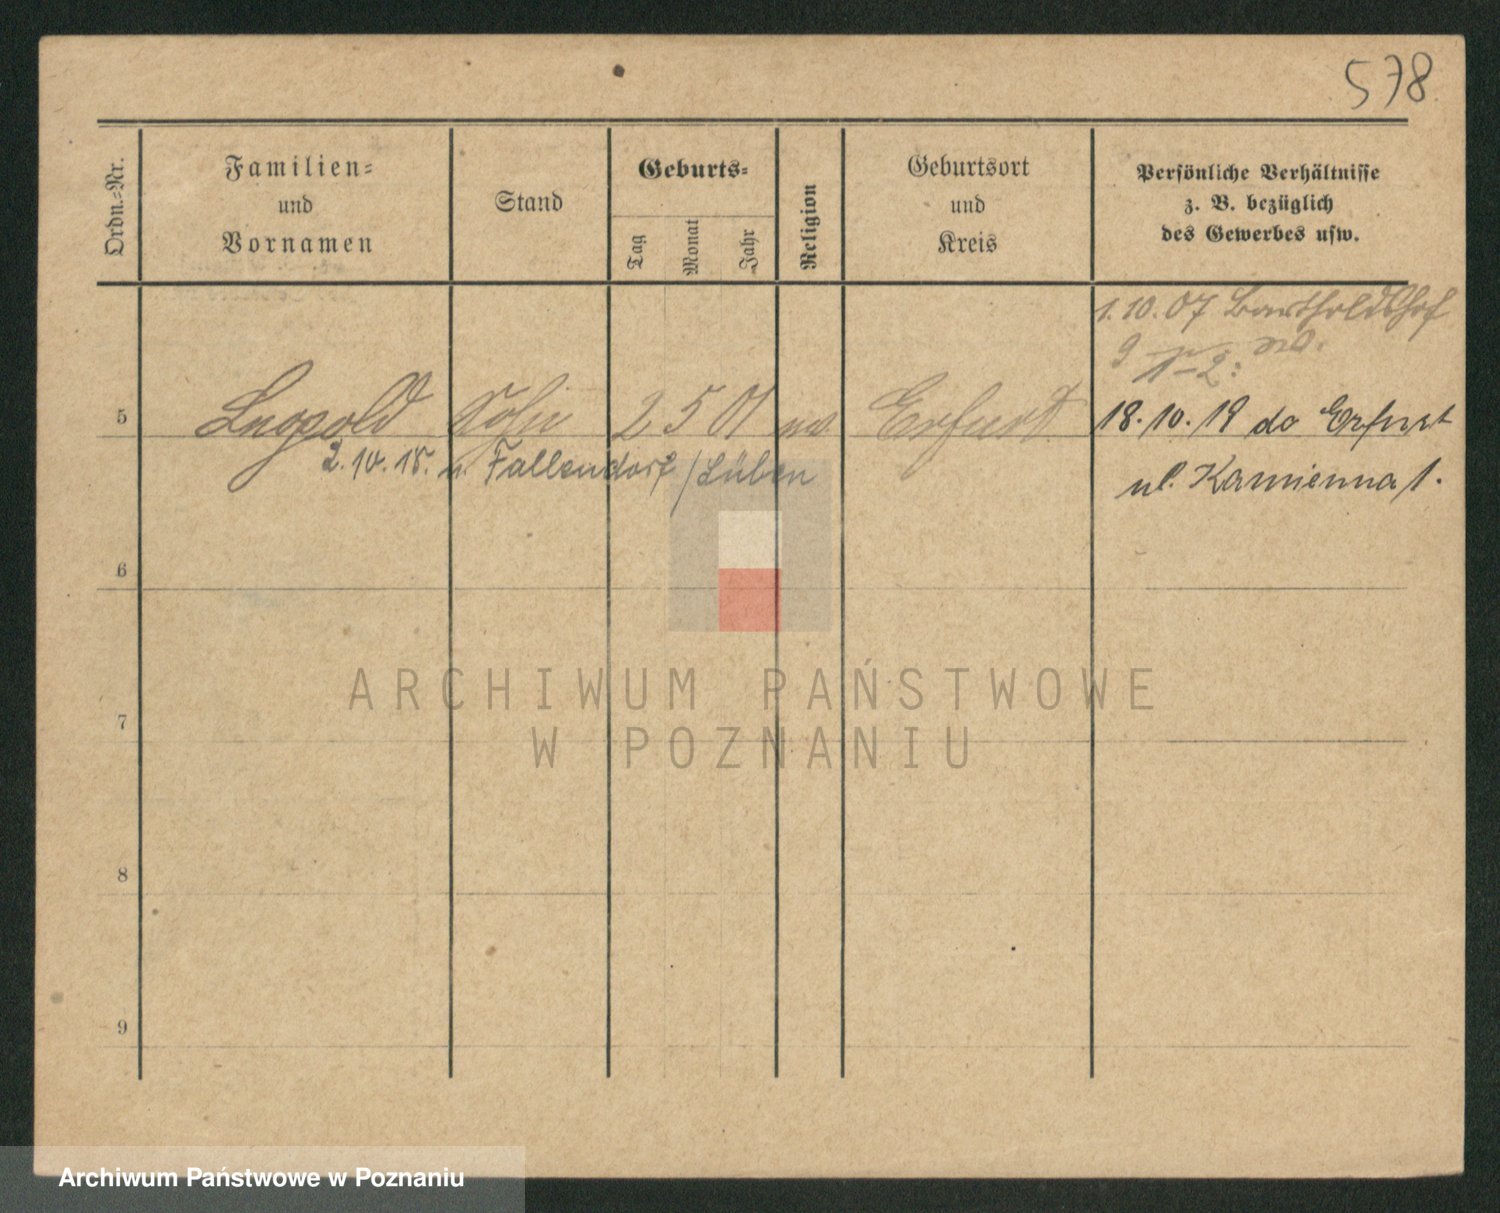 578
Ordn.-Nr.
Familien-
und
Vornamen
Stand
Geburts-
Tag
Monat
Jahr
Religion
Geburtsort
und
Kreis
Persönliche Verhältnisse
z. B. bezüglich
des Gewerbes usw.
1.10.07
5 Leopold Sohn 2 5 01 Erfurt 18.10.19 do Erfurt
2.10.18. n. Fallendorf / Lüben
ul. Kamienna 1.
6
7
8
9
ARCHIWUM PAŃSTWOWE
W POZNANIU
Archiwum Państwowe w Poznaniu